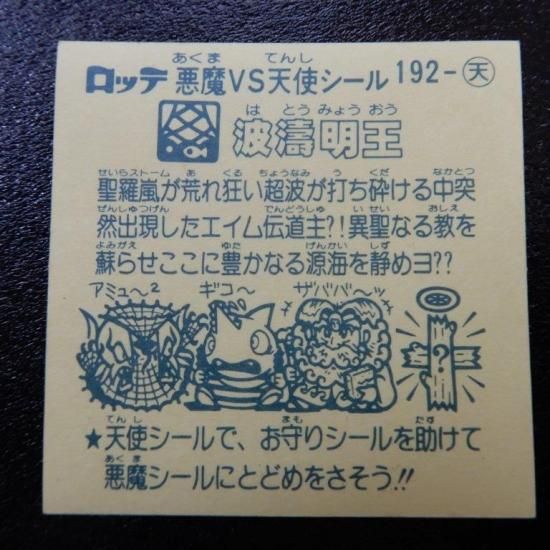 ロッテ 悪魔VS天使シール 192-天
あくま てんし
波濤明王
はとうみょうおう
聖羅嵐が荒れ狂い超波が打ち砕ける中突
せいらストーム あ くる ちょうなみ う くだ なかとつ
然出現したエイム伝道主?!異聖なる教を
ぜんしゅつげん でんどうしゅ いせい おしえ
蘇らせここに豊かなる源海を静めヨ??
よみがえ ゆた げんかい しず
アミュ〜2 ギコ〜 ザババ〜ッ
?
★天使シールで、お守りシールを助けて
てんし まも たす
悪魔シールにとどめをさそう!!
あくま